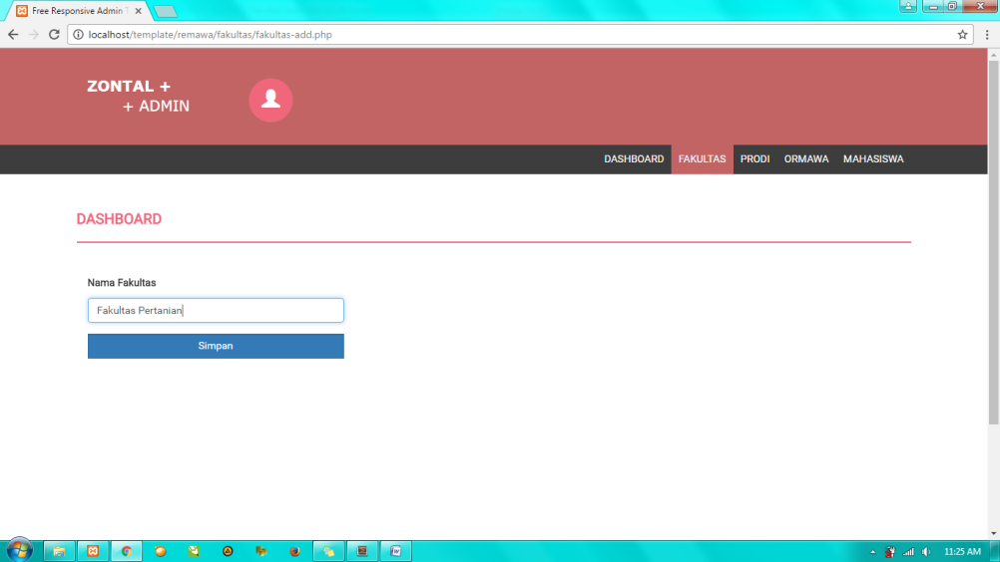 Free Responsive Admin T
localhost/template/remawa/fakultas/fakultas-add.php
ZONTAL +
+ ADMIN
DASHBOARD FAKULTAS PRODI ORMAWA MAHASISWA
DASHBOARD
Nama Fakultas
Fakultas Pertanian
Simpan
11:25 AM